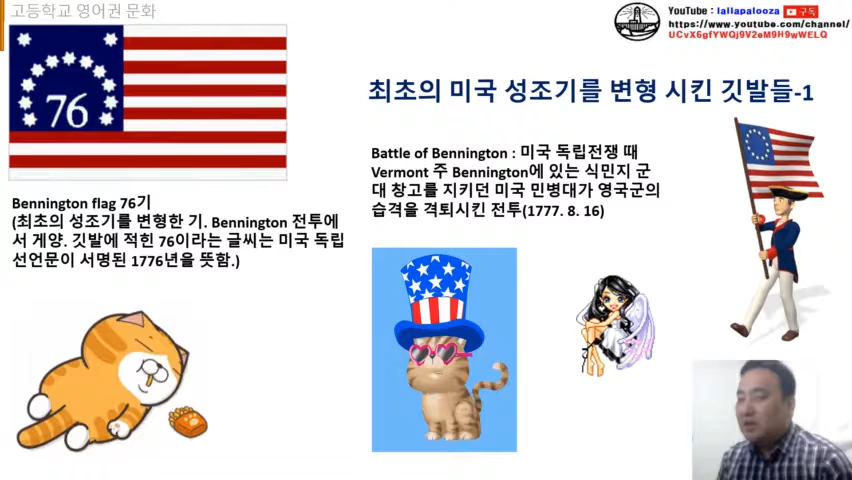 고등학교 영어권 문화
YouTube : lallapalooza 구독
https://www.youtube.com/channel/
UCvX6gfYWQj9V2eM9H9wWELQ
최초의 미국 성조기를 변형 시킨 깃발들-1
76
Bennington flag 76기
(최초의 성조기를 변형한 기. Bennington 전투에
서 게양. 깃발에 적힌 76이라는 글씨는 미국 독립
선언문이 서명된 1776년을 뜻함.)
Battle of Bennington : 미국 독립전쟁 때
Vermont 주 Bennington에 있는 식민지 군
대 창고를 지키던 미국 민병대가 영국군의
습격을 격퇴시킨 전투(1777. 8. 16)